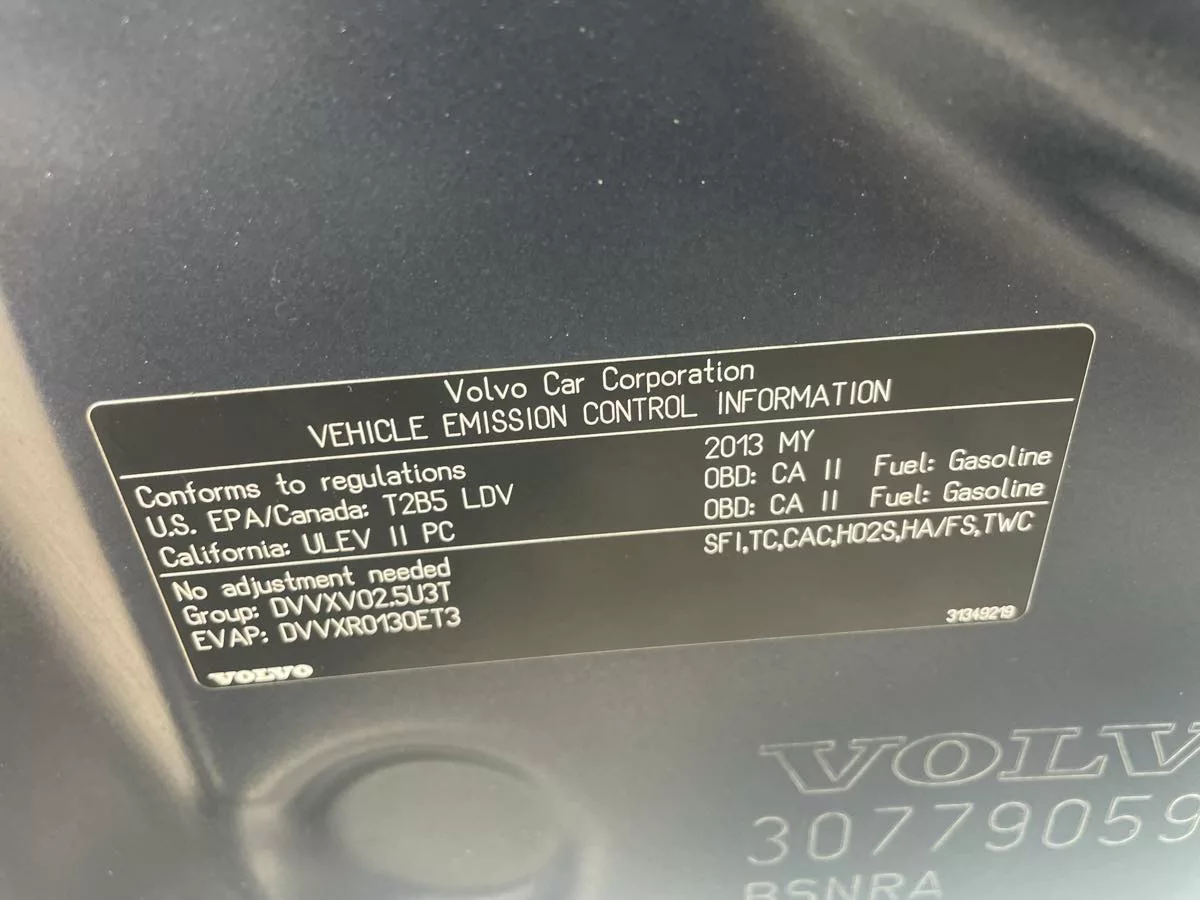 Volvo Car Corporation
VEHICLE EMISSION CONTROL INFORMATION
Conforms to regulations 2013 MY
U.S. EPA/Canada: T2B5 LDV OBD: CA II Fuel: Gasoline
California: ULEV II PC OBD: CA II Fuel: Gasoline
No adjustment needed SFI,TC,CAC,HO2S,HA/FS,TWC
Group: DVVXV02.5U3T
EVAP: DVVXR0130ET3
31349219
VOLVO
VOLV
30779059
BSNRA